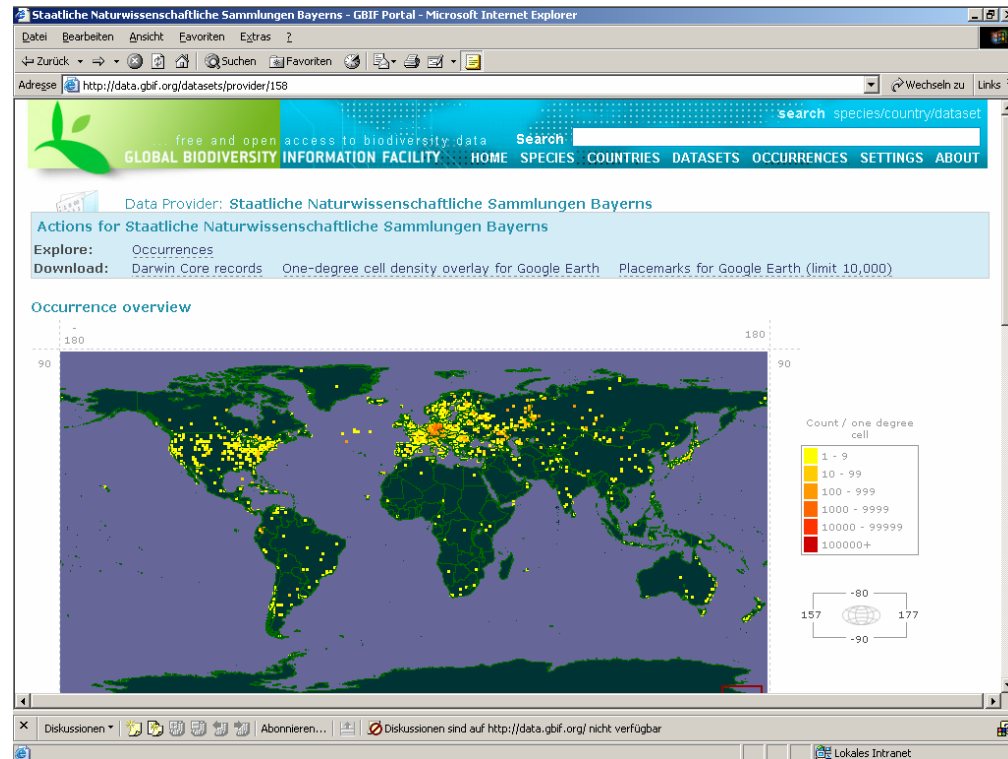 Staatliche Naturwissenschaftliche Sammlungen Bayerns - GBIF Portal - Microsoft Internet Explorer
Datei Bearbeiten Ansicht Favoriten Extras ?
Zurück Suchen Favoriten
Adresse http://data.gbif.org/datasets/provider/158 Wechseln zu Links
search species/country/dataset
... free and open access to biodiversity data Search
GLOBAL BIODIVERSITY INFORMATION FACILITY HOME SPECIES COUNTRIES DATASETS OCCURRENCES SETTINGS ABOUT
Data Provider: Staatliche Naturwissenschaftliche Sammlungen Bayerns
Actions for Staatliche Naturwissenschaftliche Sammlungen Bayerns
Explore: Occurrences
Download: Darwin Core records One-degree cell density overlay for Google Earth Placemarks for Google Earth (limit 10,000)
Occurrence overview
-
180 180
90 90
Count / one degree
cell
1 - 9
10 - 99
100 - 999
1000 - 9999
10000 - 99999
100000+
-80
157 177
-90
Diskussionen Abonnieren... Diskussionen sind auf http://data.gbif.org/ nicht verfügbar
Lokales Intranet